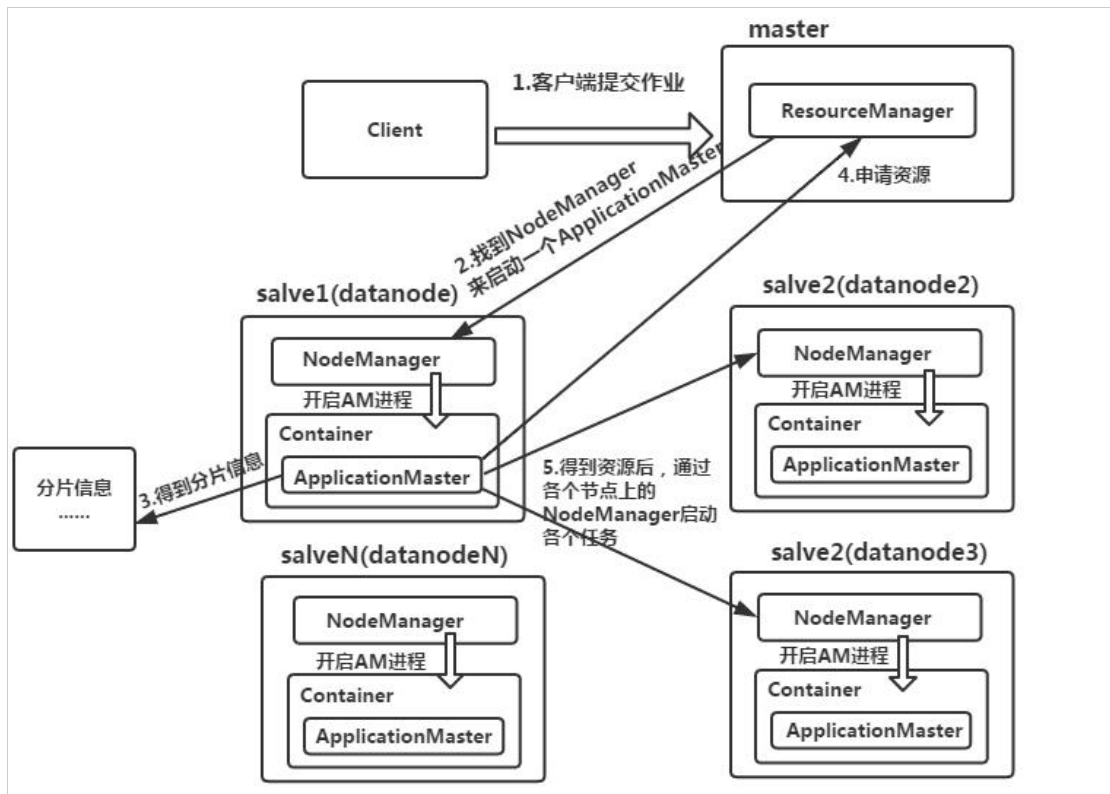 master
1.客户端提交作业
Client
ResourceManager
4.申请资源
2.找到NodeManager
来启动一个ApplicationMaster
salve1(datanode)
NodeManager
开启AM进程
Container
ApplicationMaster
3.得到分片信息
分片信息
......
salve2(datanode2)
NodeManager
开启AM进程
Container
ApplicationMaster
5.得到资源后，通过
各个节点上的
NodeManager启动
各个任务
salveN(datanodeN)
NodeManager
开启AM进程
Container
ApplicationMaster
salve2(datanode3)
NodeManager
开启AM进程
Container
ApplicationMaster